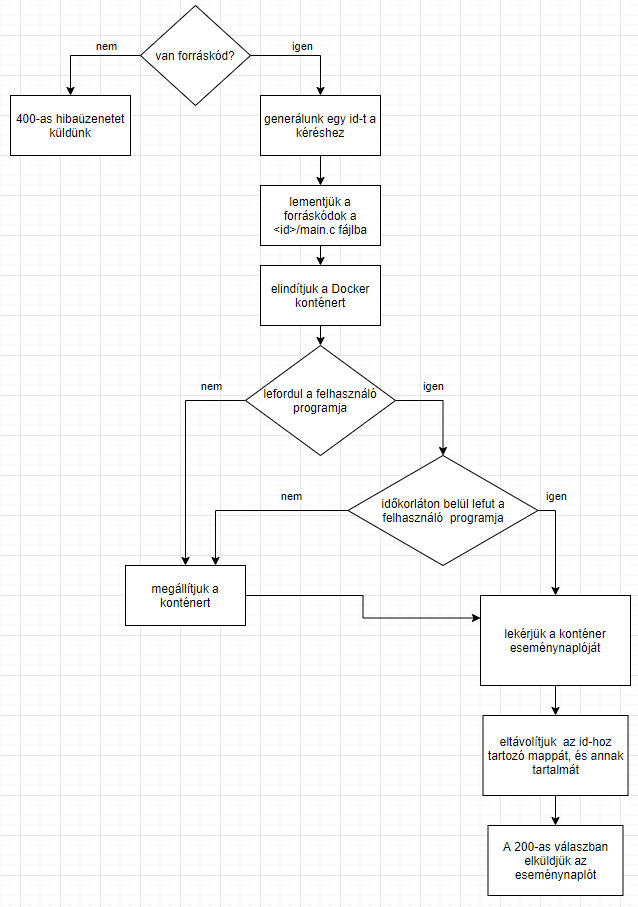 van forráskód?
nem
igen
400-as hibaüzenetet
küldünk
generálunk egy id-t a
kéréshez
lementjük a
forráskódok a
<id>/main.c fájlba
elindítjuk a Docker
konténert
lefordul a felhasználó
programja
nem
igen
időkorláton belül lefut a
felhasználó programja
nem
igen
megállítjuk a
konténert
lekérjük a konténer
eseménynaplóját
eltávolítjuk az id-hoz
tartozó mappát, és annak
tartalmát
A 200-as válaszban
elküldjük az
eseménynaplót